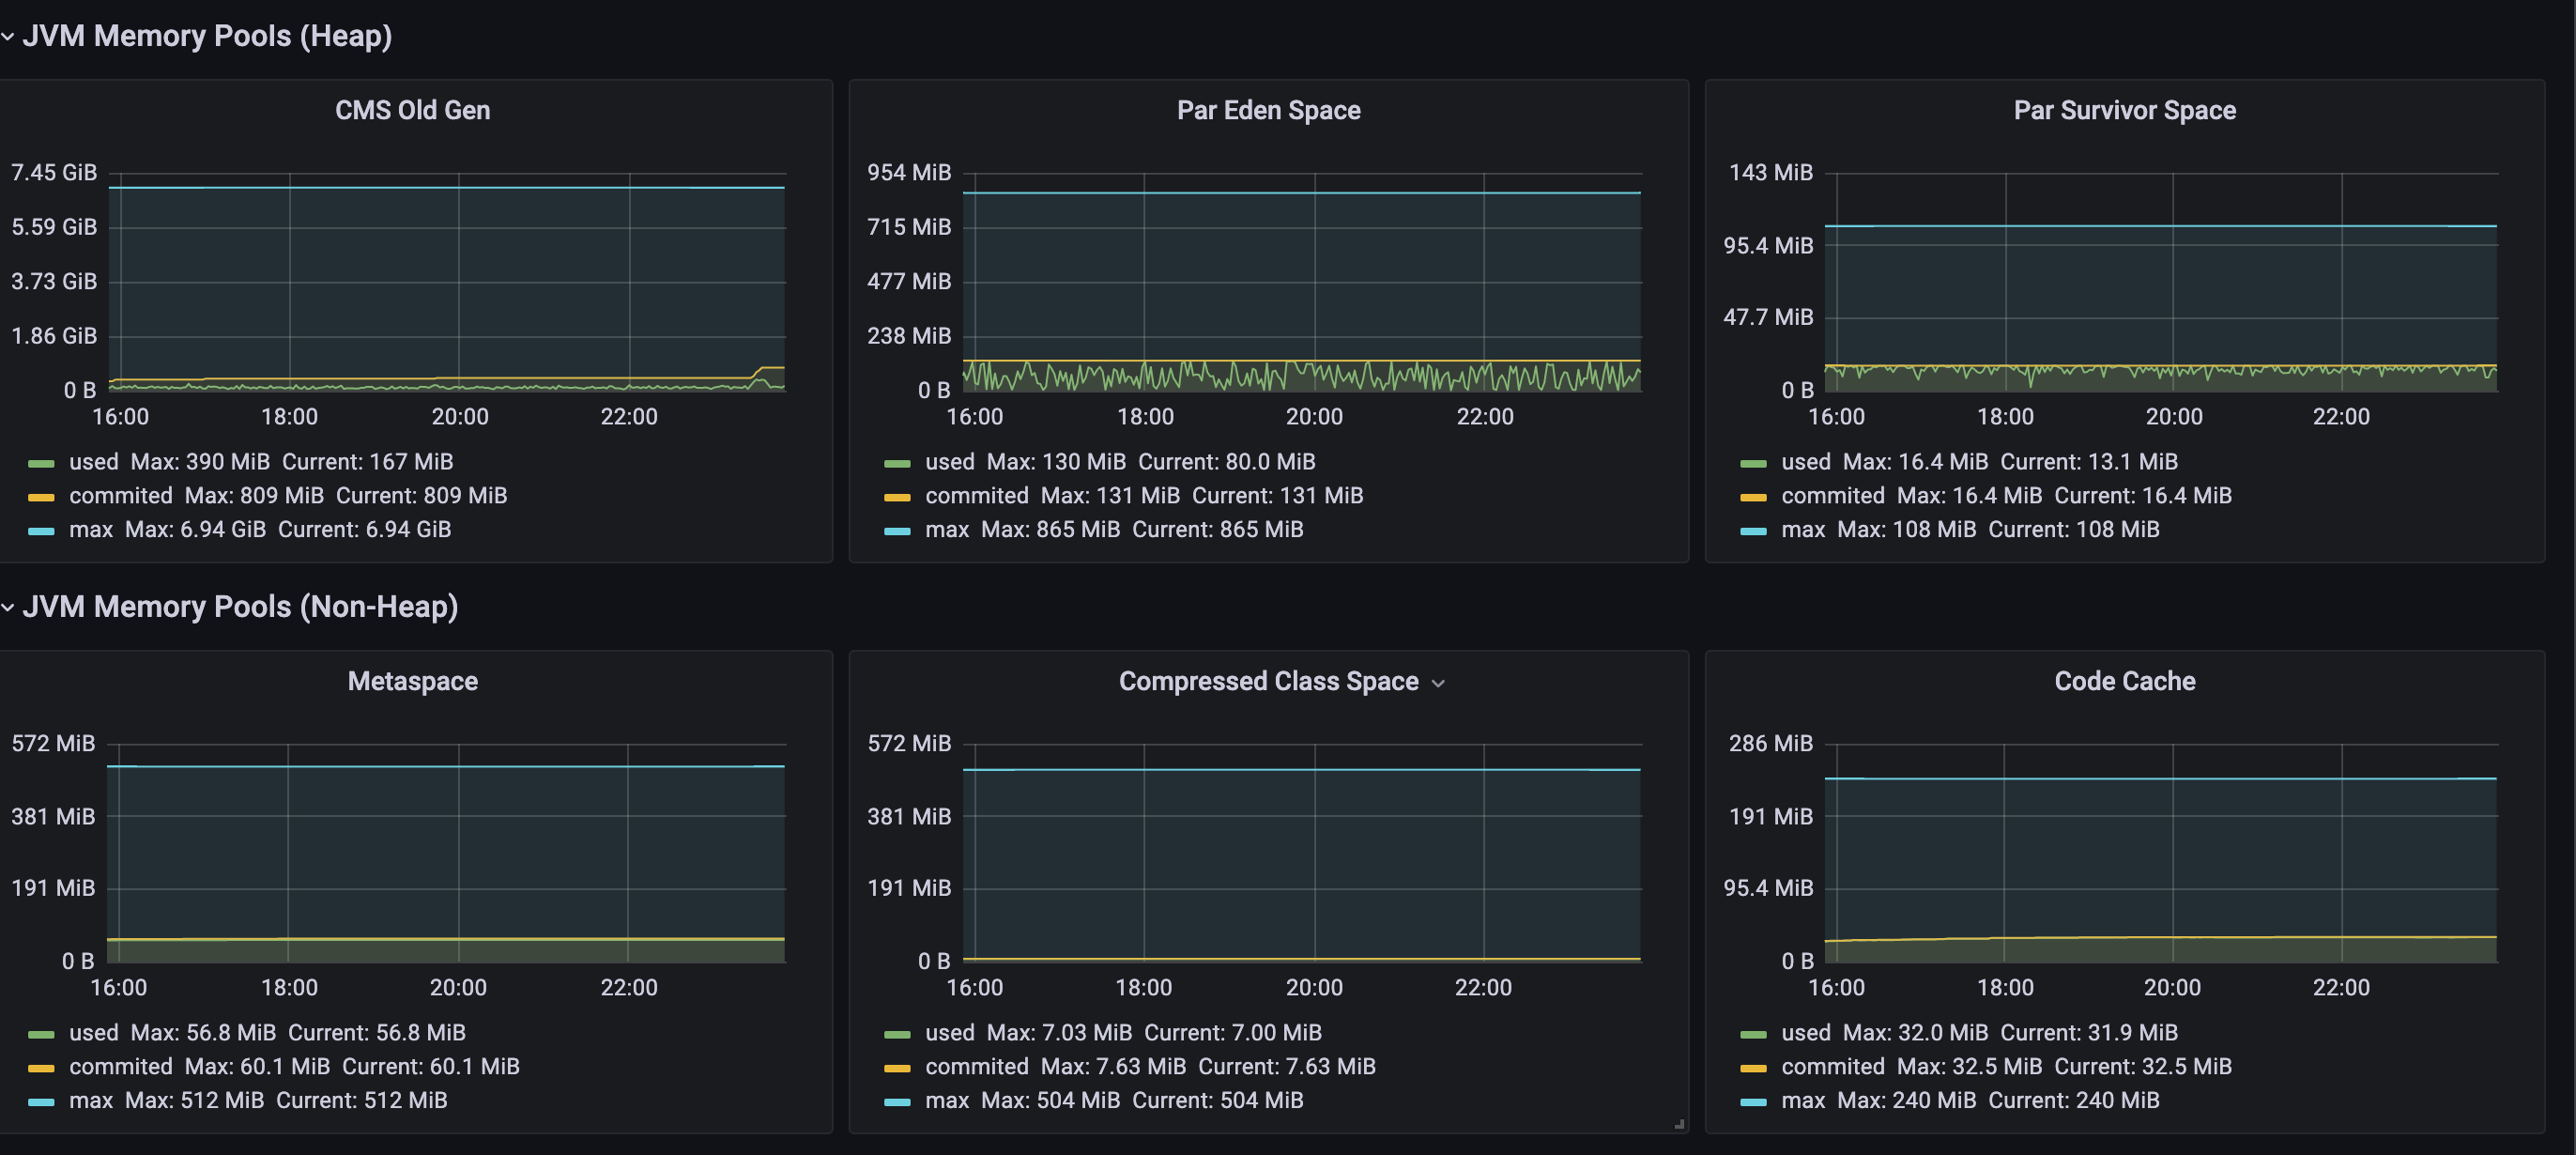 JVM Memory Pools (Heap)
CMS Old Gen
7.45 GiB
5.59 GiB
3.73 GiB
1.86 GiB
0 B
16:00 18:00 20:00 22:00
used Max: 390 MiB Current: 167 MiB
commited Max: 809 MiB Current: 809 MiB
max Max: 6.94 GiB Current: 6.94 GiB
Par Eden Space
954 MiB
715 MiB
477 MiB
238 MiB
0 B
16:00 18:00 20:00 22:00
used Max: 130 MiB Current: 80.0 MiB
commited Max: 131 MiB Current: 131 MiB
max Max: 865 MiB Current: 865 MiB
Par Survivor Space
143 MiB
95.4 MiB
47.7 MiB
0 B
16:00 18:00 20:00 22:00
used Max: 16.4 MiB Current: 13.1 MiB
commited Max: 16.4 MiB Current: 16.4 MiB
max Max: 108 MiB Current: 108 MiB
JVM Memory Pools (Non-Heap)
Metaspace
572 MiB
381 MiB
191 MiB
0 B
16:00 18:00 20:00 22:00
used Max: 56.8 MiB Current: 56.8 MiB
commited Max: 60.1 MiB Current: 60.1 MiB
max Max: 512 MiB Current: 512 MiB
Compressed Class Space
572 MiB
381 MiB
191 MiB
0 B
16:00 18:00 20:00 22:00
used Max: 7.03 MiB Current: 7.00 MiB
commited Max: 7.63 MiB Current: 7.63 MiB
max Max: 504 MiB Current: 504 MiB
Code Cache
286 MiB
191 MiB
95.4 MiB
0 B
16:00 18:00 20:00 22:00
used Max: 32.0 MiB Current: 31.9 MiB
commited Max: 32.5 MiB Current: 32.5 MiB
max Max: 240 MiB Current: 240 MiB